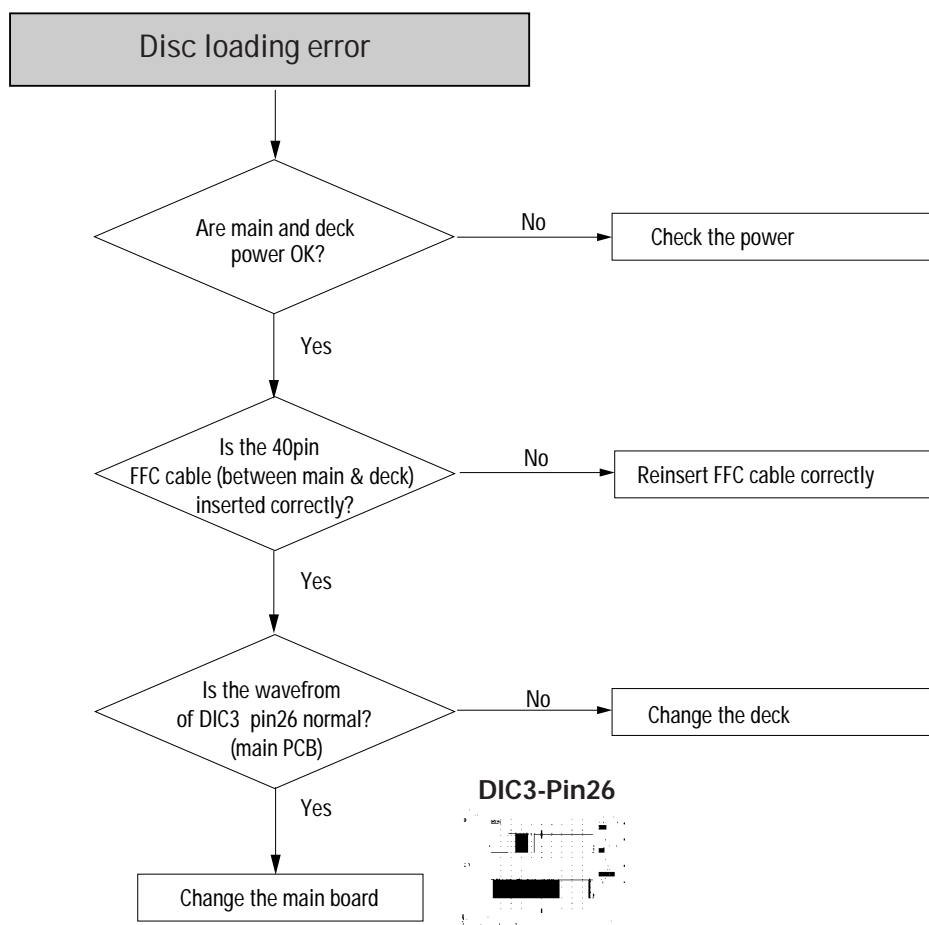 Disc loading error
Are main and deck
power OK?
No
Check the power
Yes
Is the 40pin
FFC cable (between main & deck)
inserted correctly?
No
Reinsert FFC cable correctly
Yes
Is the wavefrom
of DIC3 pin26 normal?
(main PCB)
No
Change the deck
Yes
DIC3-Pin26
Change the main board